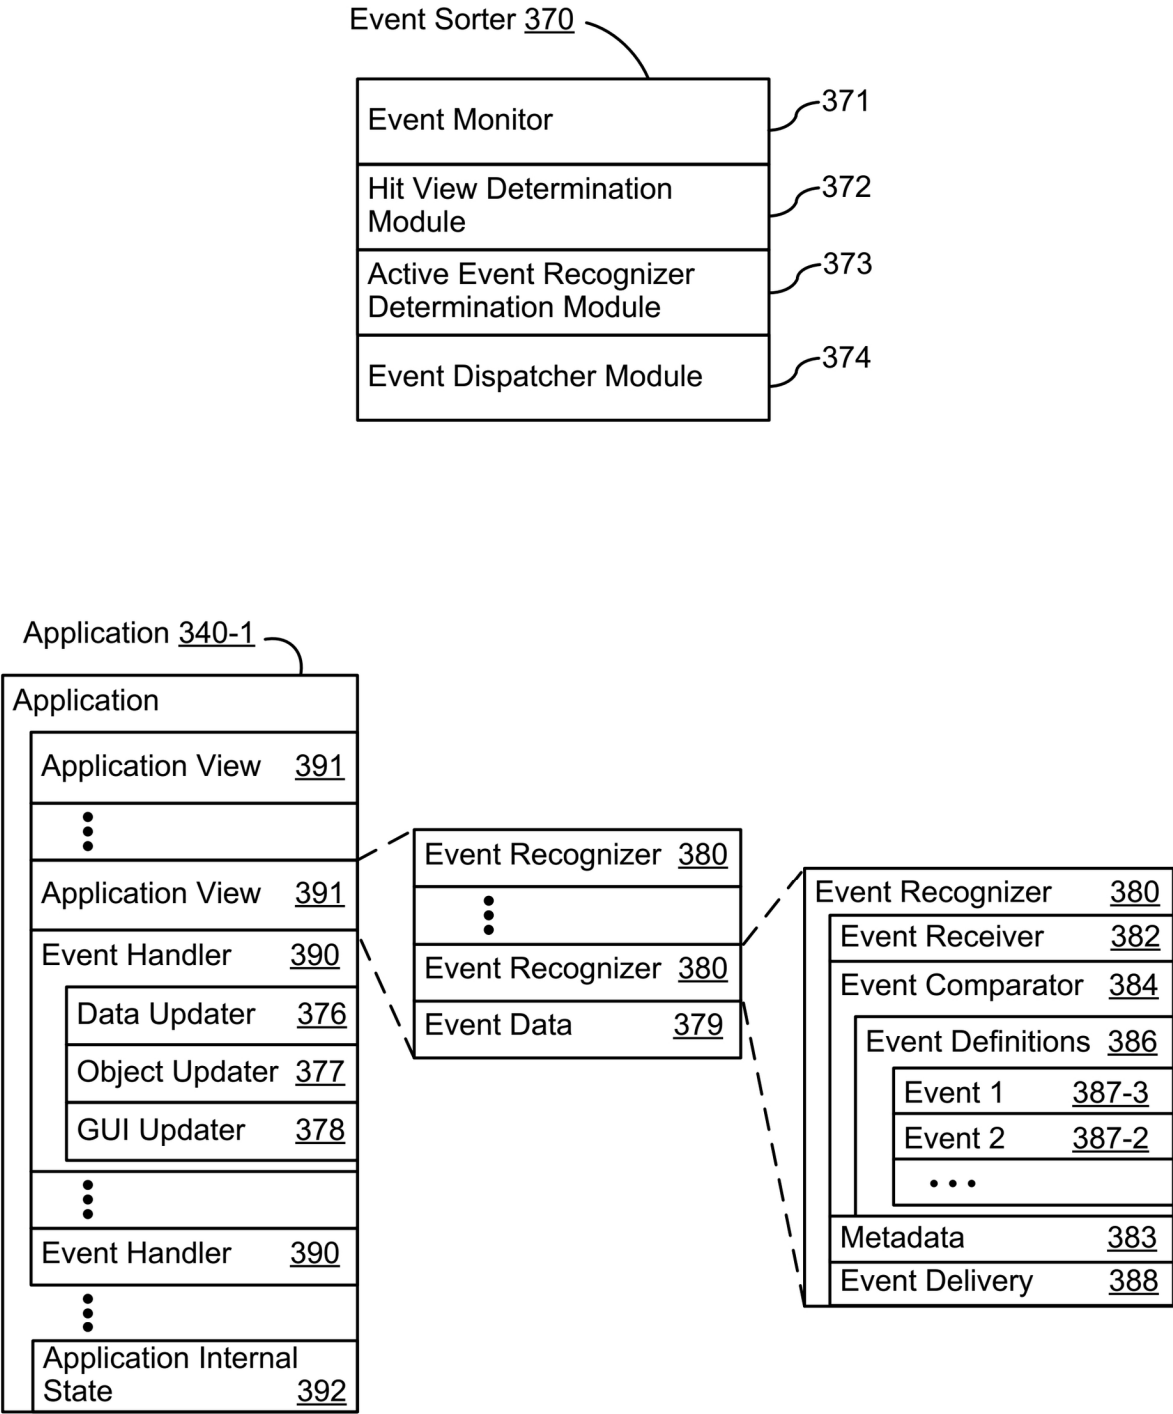 Event Sorter 370
Event Monitor
371
Hit View Determination
Module
372
Active Event Recognizer
Determination Module
373
Event Dispatcher Module
374
Application 340-1
Application
Application View 391
Application View 391
Event Handler 390
Data Updater 376
Object Updater 377
GUI Updater 378
Event Handler 390
Application Internal
State 392
Event Recognizer 380
Event Recognizer 380
Event Data 379
Event Recognizer 380
Event Receiver 382
Event Comparator 384
Event Definitions 386
Event 1 387-3
Event 2 387-2
Metadata 383
Event Delivery 388